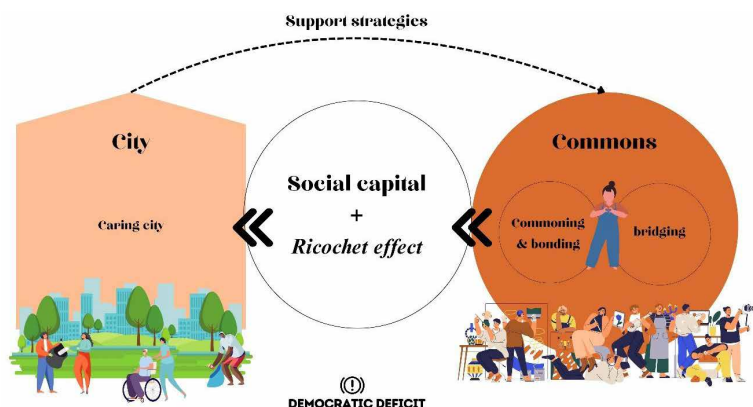 Support strategies
City
Commons
Social capital
+
Ricochet effect
Caring city
Commoning
& bonding
bridging
DEMOCRATIC DEFICIT